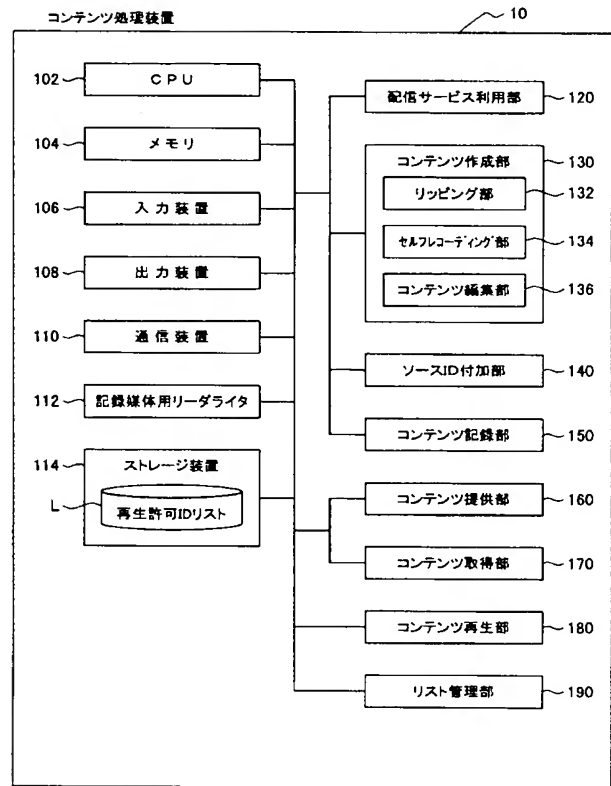 コンテンツ処理装置
10
102
CPU
104
メモリ
106
入力装置
108
出力装置
110
通信装置
112
記録媒体用リーダライタ
114
ストレージ装置
L
再生許可IDリスト
配信サービス利用部
120
コンテンツ作成部
130
リッピング部
132
セルフレコーディング部
134
コンテンツ編集部
136
ソースID付加部
140
コンテンツ記録部
150
コンテンツ提供部
160
コンテンツ取得部
170
コンテンツ再生部
180
リスト管理部
190